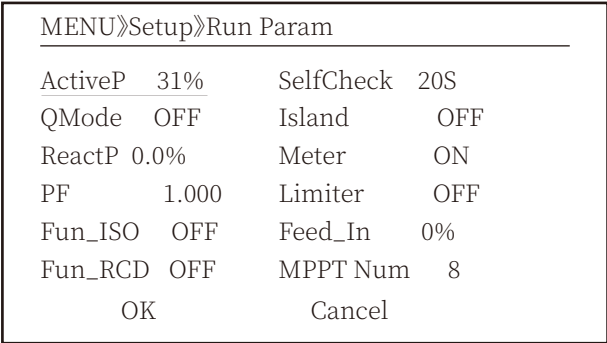 MENU》Setup》Run Param
ActiveP 31% SelfCheck 20S
QMode OFF Island OFF
ReactP 0.0% Meter ON
PF 1.000 Limiter OFF
Fun_ISO OFF Feed_In 0%
Fun_RCD OFF MPPT Num 8
OK Cancel